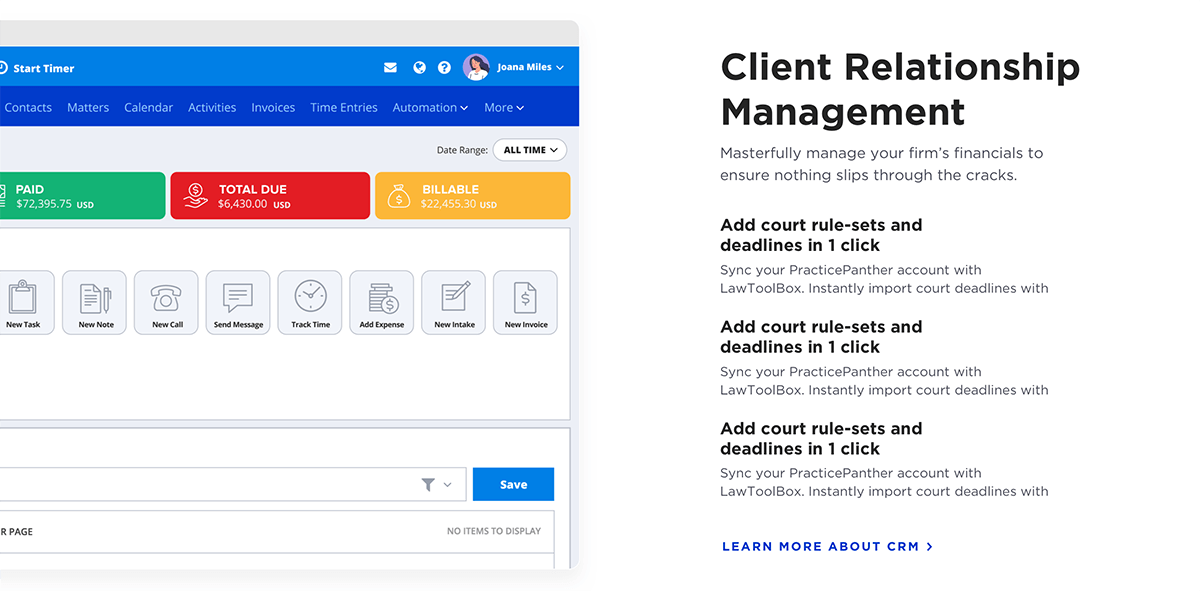 Start Timer
Joana Miles
Contacts Matters Calendar Activities Invoices Time Entries Automation More
Date Range: ALL TIME
PAID
$72,395.75 USD
TOTAL DUE
$6,430.00 USD
BILLABLE
$22,455.30 USD
New Task New Note New Call Send Message Track Time Add Expense New Intake New Invoice
Save
R PAGE
NO ITEMS TO DISPLAY
Client Relationship
Management
Masterfully manage your firm’s financials to
ensure nothing slips through the cracks.
Add court rule-sets and
deadlines in 1 click
Sync your PracticePanther account with
LawToolBox. Instantly import court deadlines with
Add court rule-sets and
deadlines in 1 click
Sync your PracticePanther account with
LawToolBox. Instantly import court deadlines with
Add court rule-sets and
deadlines in 1 click
Sync your PracticePanther account with
LawToolBox. Instantly import court deadlines with
LEARN MORE ABOUT CRM